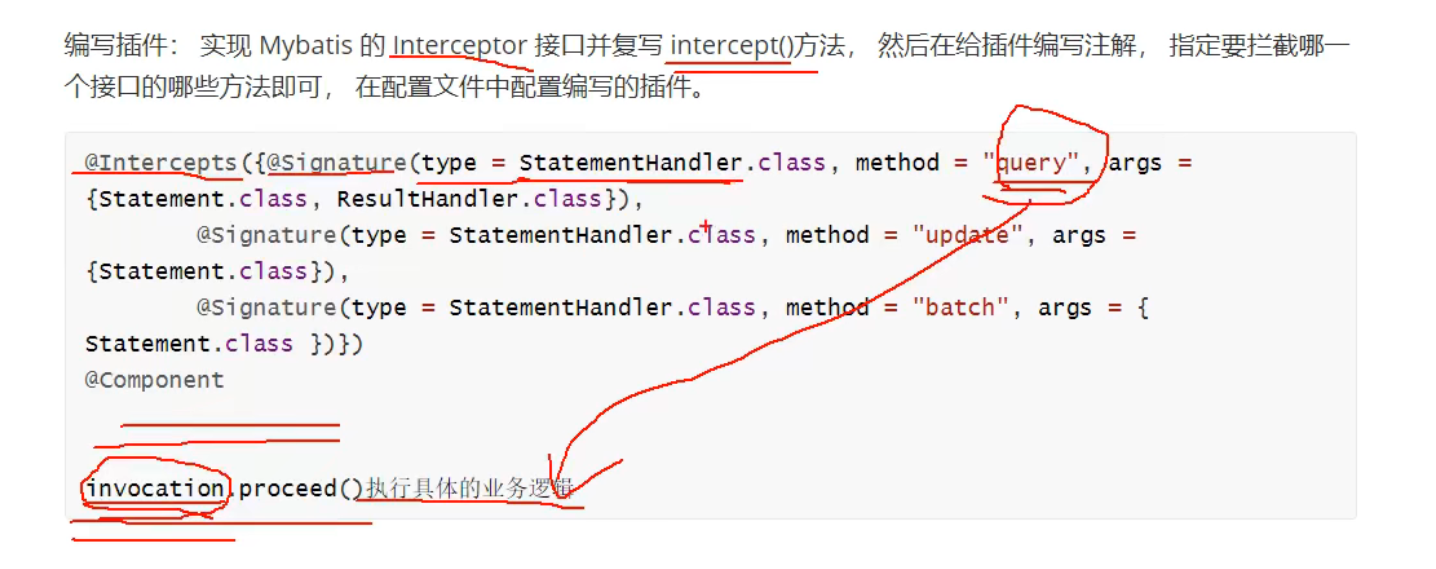 编写插件： 实现 Mybatis 的 Interceptor 接口并复写 intercept()方法， 然后在给插件编写注解， 指定要拦截哪一
个接口的哪些方法即可， 在配置文件中配置编写的插件。
@Intercepts({@Signature(type = StatementHandler.class, method = "query", args =
{Statement.class, ResultHandler.class}),
@Signature(type = StatementHandler.class, method = "update", args =
{Statement.class}),
@Signature(type = StatementHandler.class, method = "batch", args = {
Statement.class })})
@Component
invocation.proceed()执行具体的业务逻辑